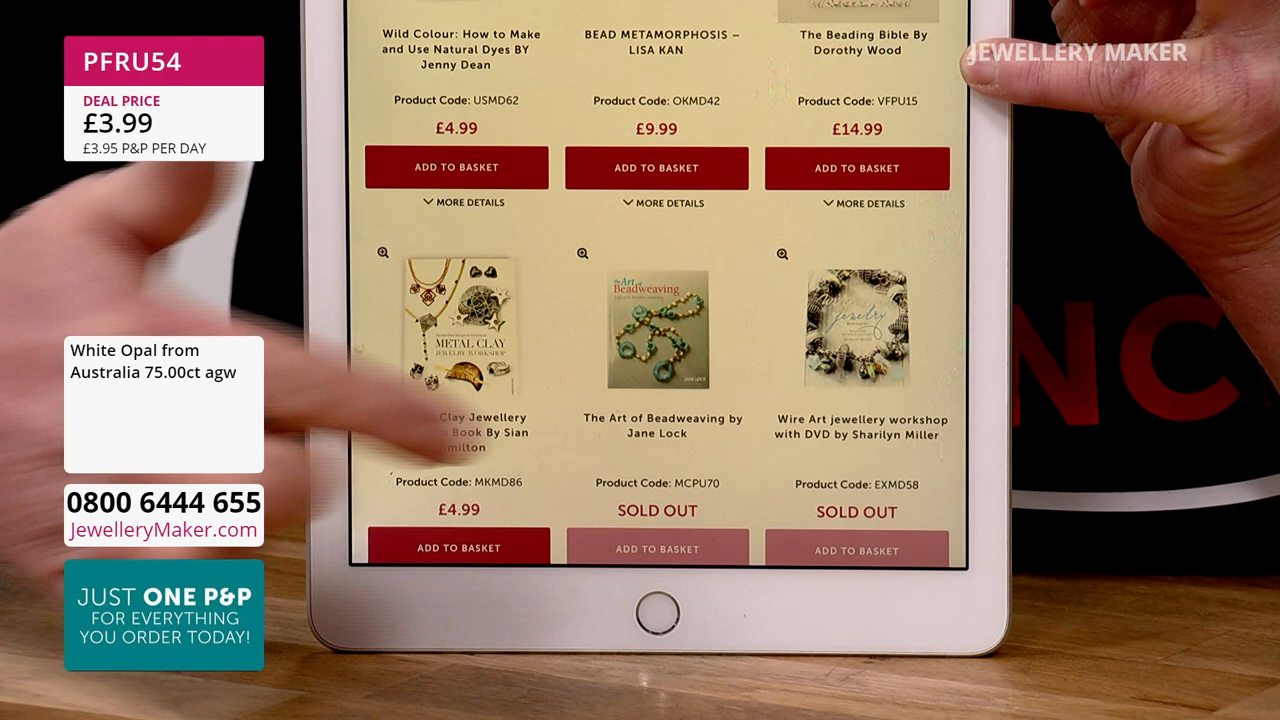 PFRU54
DEAL PRICE
£3.99
£3.95 P&P PER DAY
White Opal from
Australia 75.00ct agw
0800 6444 655
JewelleryMaker.com
JUST ONE P&P
FOR EVERYTHING
YOU ORDER TODAY!
JEWELLERY MAKER
Wild Colour: How to Make
and Use Natural Dyes BY
Jenny Dean
Product Code: USMD62
£4.99
ADD TO BASKET
MORE DETAILS
BEAD METAMORPHOSIS –
LISA KAN
Product Code: OKMD42
£9.99
ADD TO BASKET
MORE DETAILS
The Beading Bible By
Dorothy Wood
Product Code: VFPU15
£14.99
ADD TO BASKET
MORE DETAILS
METAL CLAY
JEWELRY WORKSHOP
Clay Jewellery
Book By Sian
Product Code: MKMD86
£4.99
ADD TO BASKET
The Art of
Beadweaving
JANE LOCK
The Art of Beadweaving by
Jane Lock
Product Code: MCPU70
SOLD OUT
ADD TO BASKET
jewelry
Wire Art jewellery workshop
with DVD by Sharilyn Miller
Product Code: EXMD58
SOLD OUT
ADD TO BASKET
NC